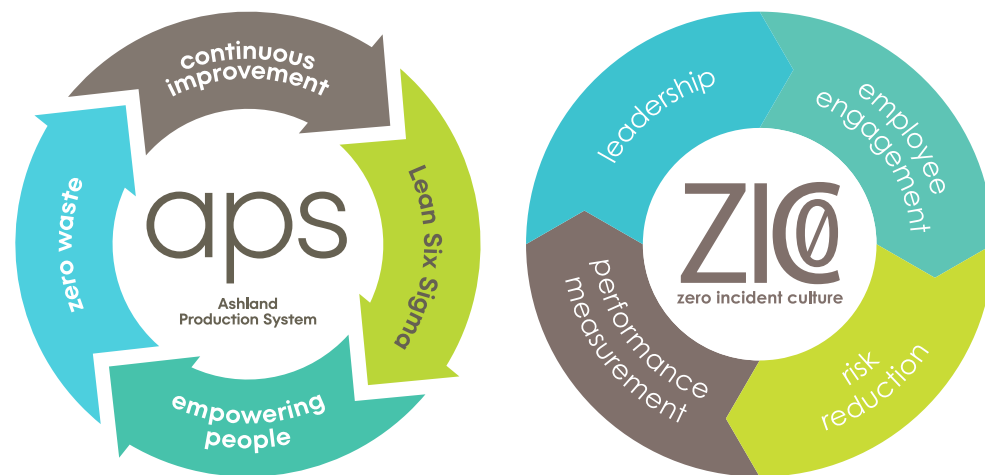 continuous
improvement
Lean Six Sigma
empowering
people
zero waste
aps
Ashland
Production System
leadership
employee
engagement
risk
reduction
performance
measurement
ZIC0
zero incident culture